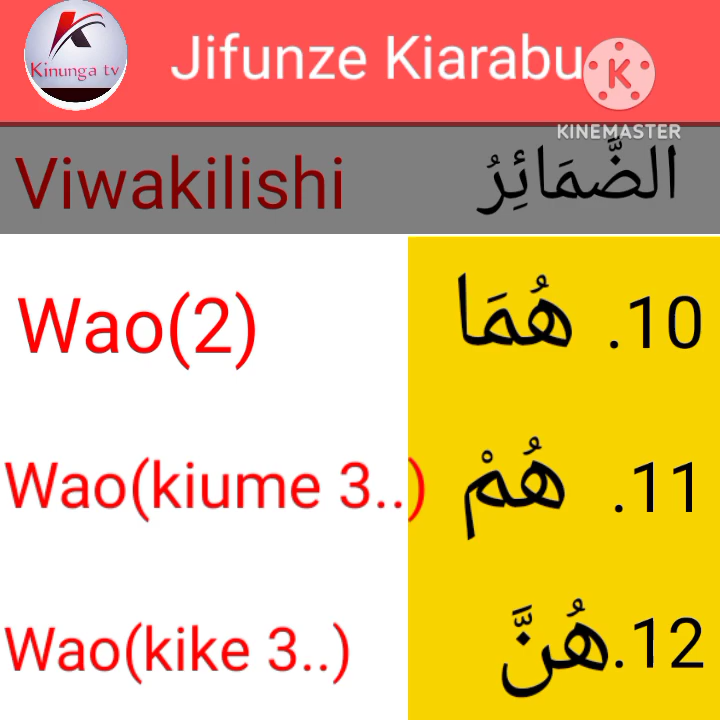 Kinunga tv
Jifunze Kiarabu
KINEMASTER
Viwakilishi الضَّمَائِرُ
Wao(2) هُمَا .10
Wao(kiume 3..) هُمْ .11
Wao(kike 3..) هُنَّ .12